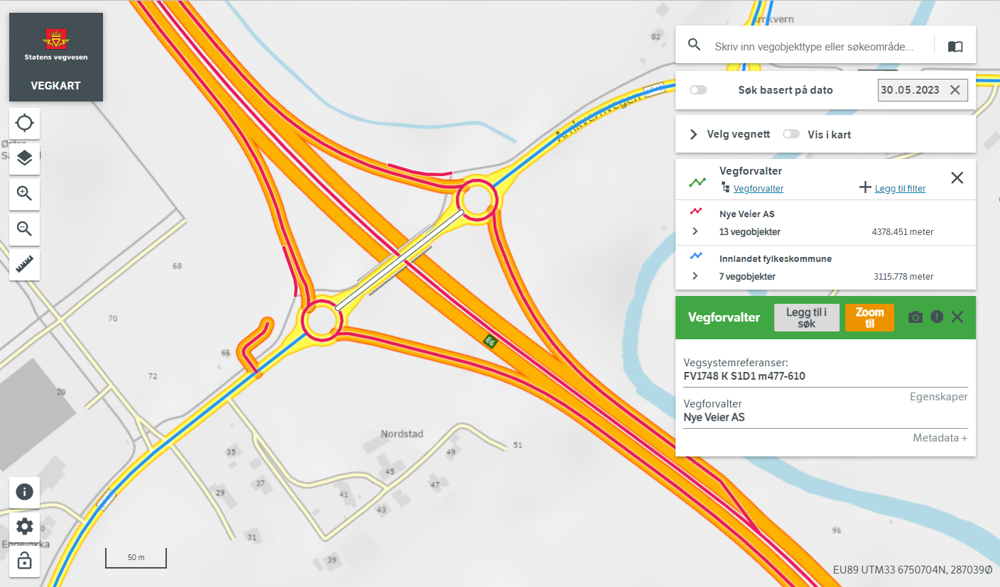 Statens vegvesen
VEGKART
Arnkvern
82
Skriv inn vegobjekttype eller søkeområde...
Søk basert på dato
30.05.2023
Velg vegnett
Vis i kart
Vegforvalter
Vegforvalter
Legg til filter
Nye Veier AS
13 vegobjekter
4378.451 meter
Innlandet fylkeskommune
7 vegobjekter
3115.778 meter
Vegforvalter
Legg til i
søk
Zoom
til
Vegsystemreferanser:
FV1748 K S1D1 m477-610
Egenskaper
Vegforvalter
Nye Veier AS
Metadata +
Arnkvernvegen
68
70
66
72
20
E6
Nordstad
51
49
35
45
47
37
41
29
43
31
39
96
50 m
EU89 UTM33 6750704N, 287039Ø